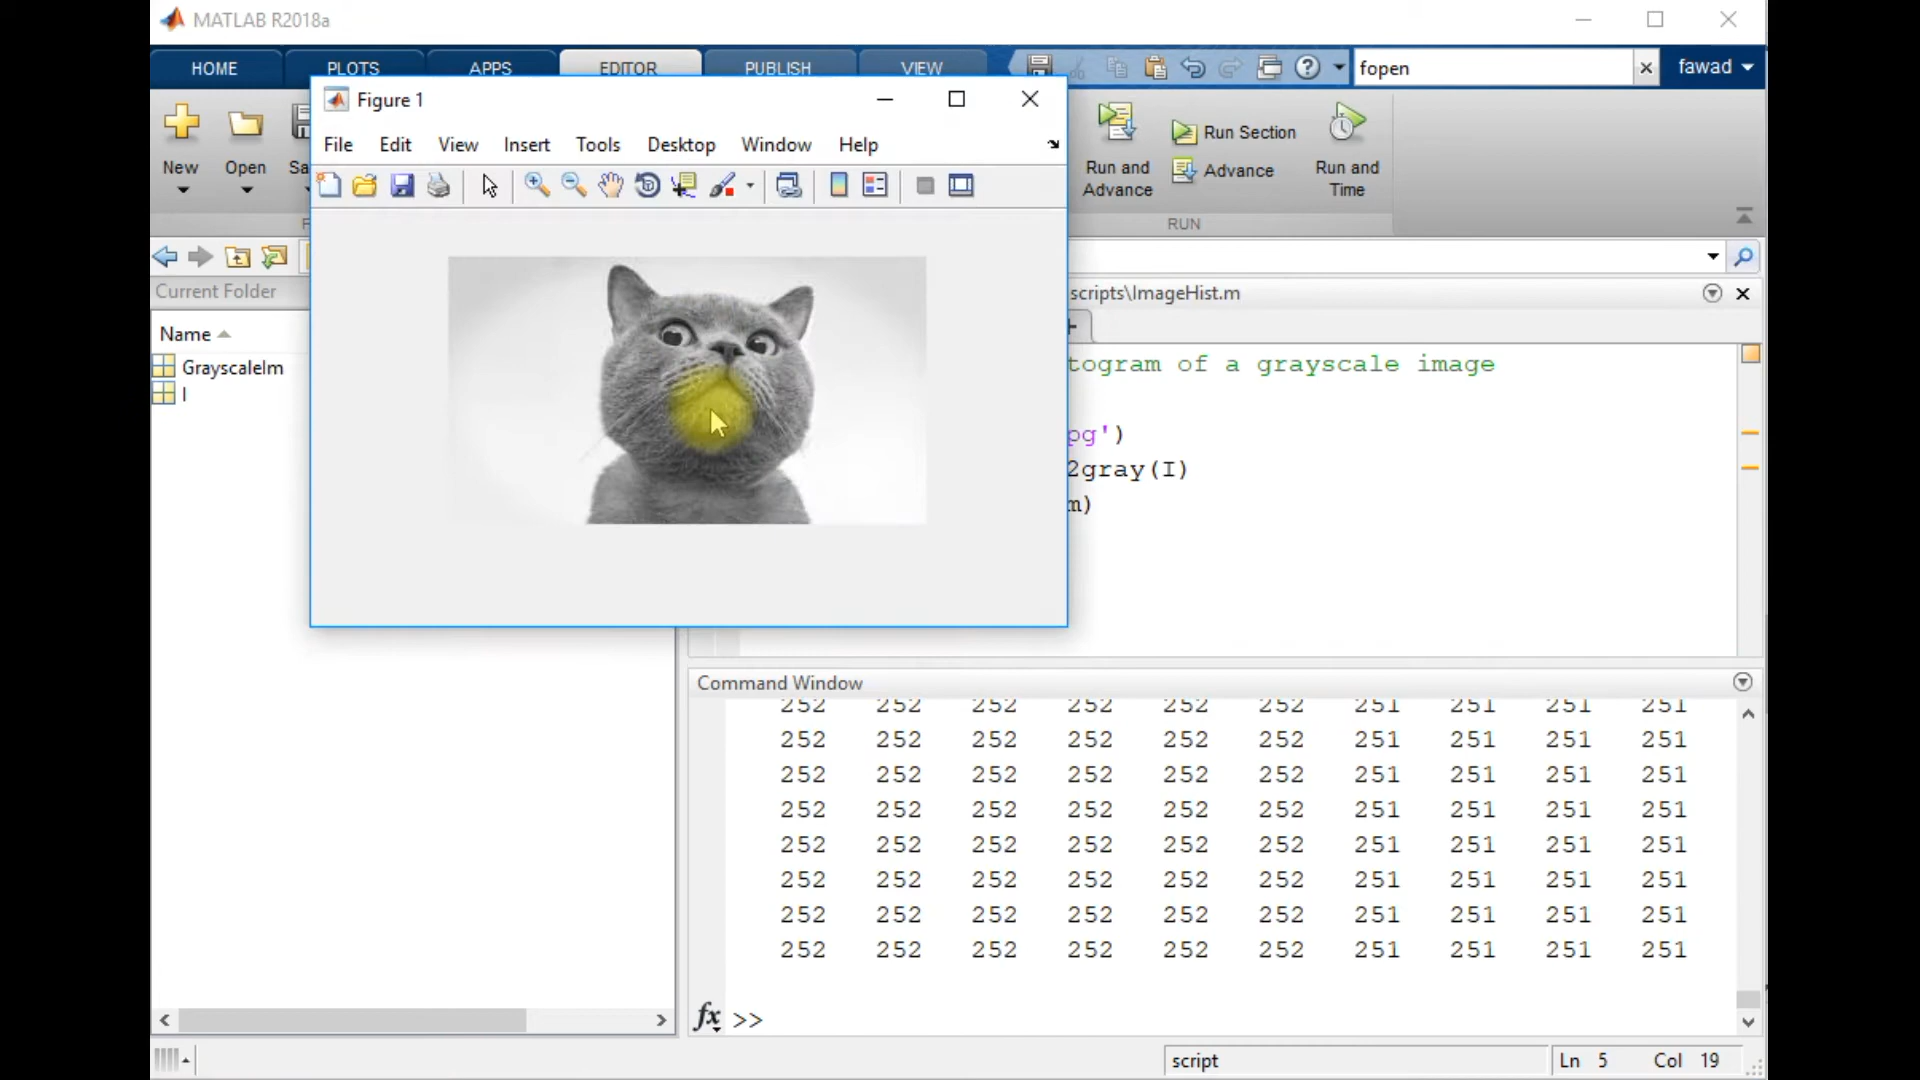 MATLAB R2018a
HOME PLOTS APPS EDITOR PUBLISH VIEW fopen fawad
Figure 1
File Edit View Insert Tools Desktop Window Help
New Open Sa
Run and Advance Run Section Advance Run and Time
RUN
Current Folder
scripts\ImageHist.m
Name
GrayscaleIm
I
togram of a grayscale image
pg')
2gray(I)
m)
Command Window
252 252 252 252 252 252 251 251 251 251
252 252 252 252 252 252 251 251 251 251
252 252 252 252 252 252 251 251 251 251
252 252 252 252 252 252 251 251 251 251
252 252 252 252 252 252 251 251 251 251
252 252 252 252 252 252 251 251 251 251
252 252 252 252 252 252 251 251 251 251
252 252 252 252 252 252 251 251 251 251
fx >>
script Ln 5 Col 19